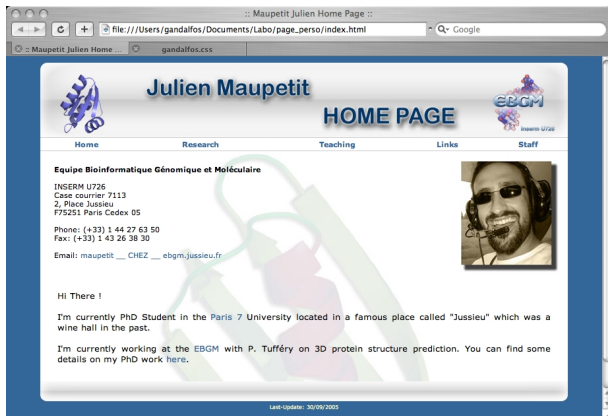 :: Maupetit Julien Home Page ::
file:///Users/gandalfos/Documents/Labo/page_perso/index.html
Google
:: Maupetit Julien Home ...
gandalfos.css
Julien Maupetit
HOME PAGE
EBGM
Inserm U726
Home Research Teaching Links Staff
Equipe Bioinformatique Génomique et Moléculaire
INSERM U726
Case courrier 7113
2, Place Jussieu
F75251 Paris Cedex 05
Phone: (+33) 1 44 27 63 50
Fax: (+33) 1 43 26 38 30
Email: maupetit __ CHEZ __ ebgm.jussieu.fr
Hi There !
I'm currently PhD Student in the Paris 7 University located in a famous place called "Jussieu" which was a
wine hall in the past.
I'm currently working at the EBGM with P. Tufféry on 3D protein structure prediction. You can find some
details on my PhD work here.
Last-Update: 30/09/2005